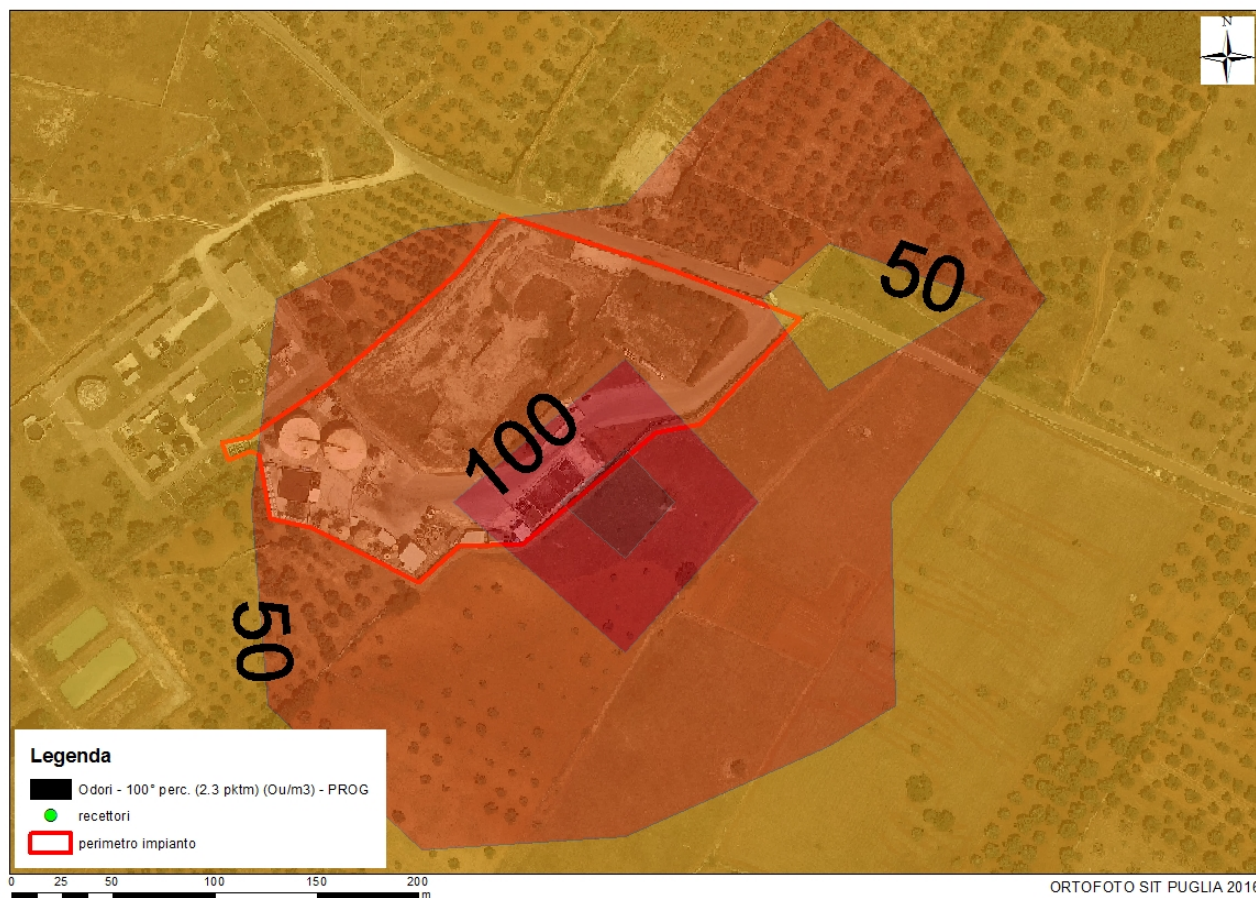 N
50
100
50
Legenda
Odori - 100° perc. (2.3 pktm) (Ou/m3) - PROG
recettori
perimetro impianto
0 25 50 100 150 200
m
ORTOFOTO SIT PUGLIA 2016